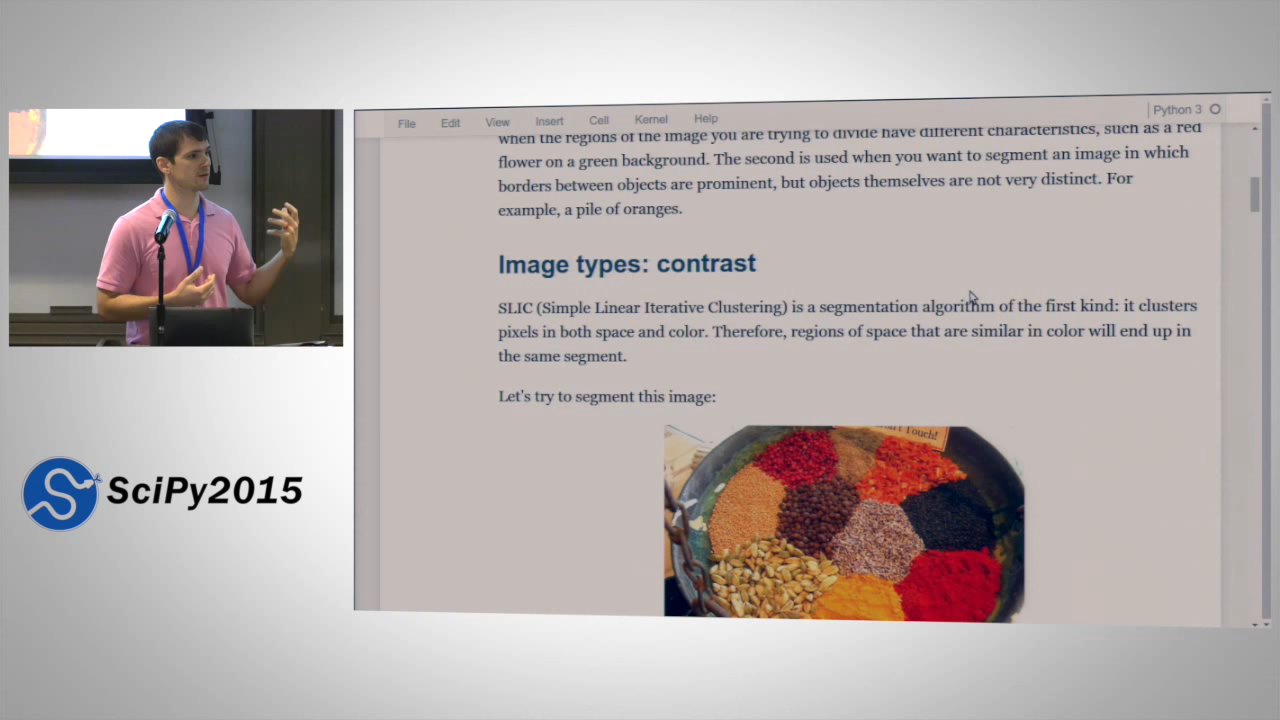 File Edit View Insert Cell Kernel Help Python 3
when the regions of the image you are trying to divide have different characteristics, such as a red
flower on a green background. The second is used when you want to segment an image in which
borders between objects are prominent, but objects themselves are not very distinct. For
example, a pile of oranges.
Image types: contrast
SLIC (Simple Linear Iterative Clustering) is a segmentation algorithm of the first kind: it clusters
pixels in both space and color. Therefore, regions of space that are similar in color will end up in
the same segment.
Let's try to segment this image:
Touch!
SciPy2015